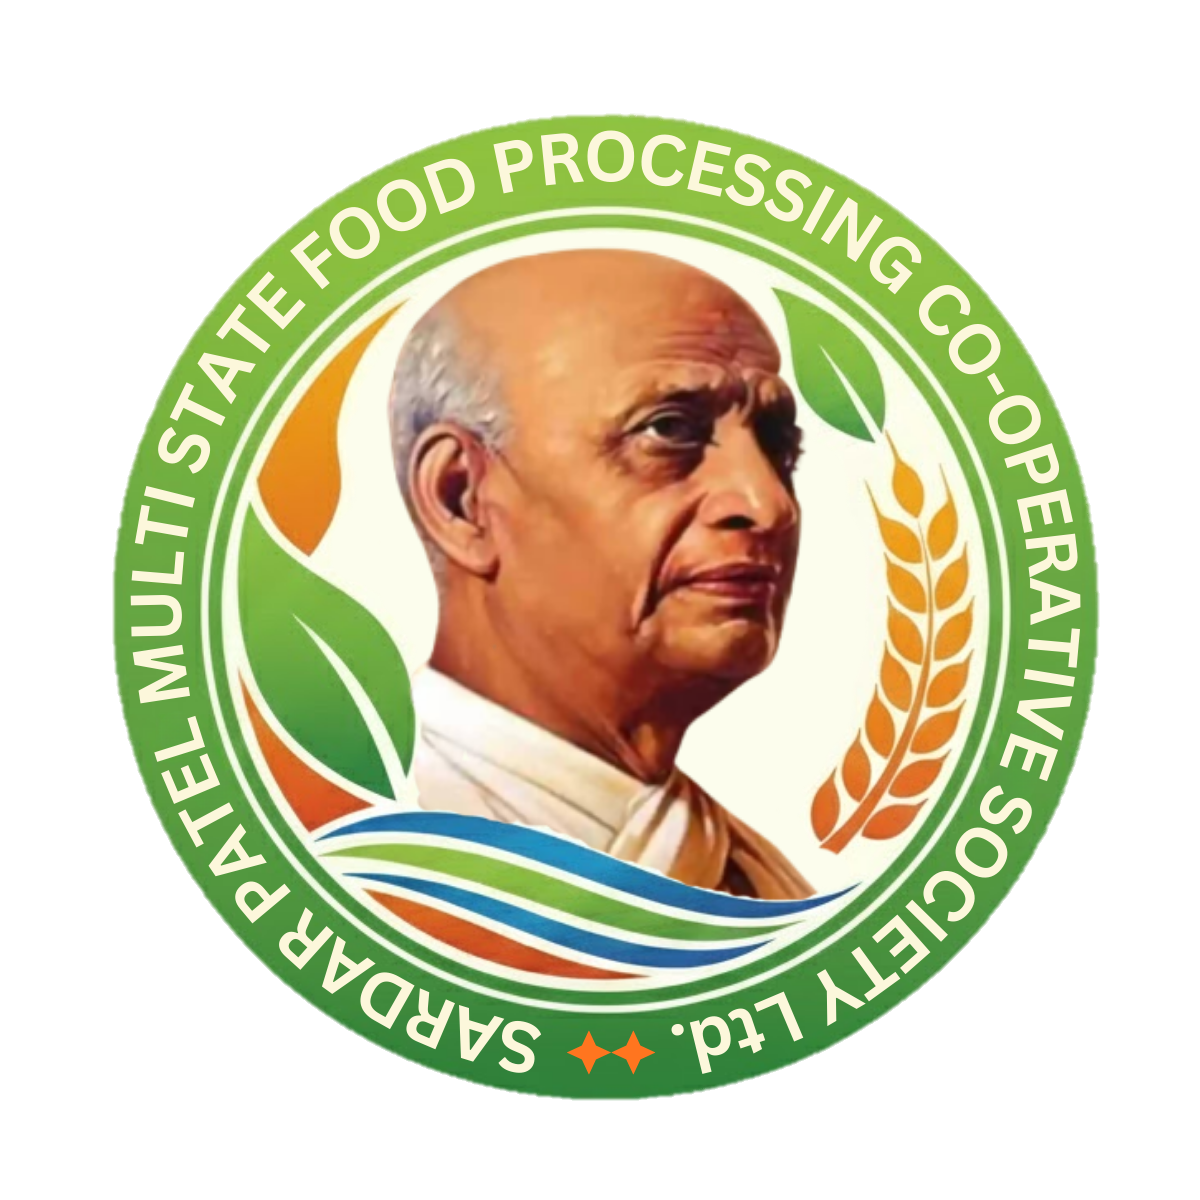 SARDAR PATEL MULTI STATE FOOD PROCESSING CO-OPERATIVE SOCIETY Ltd.